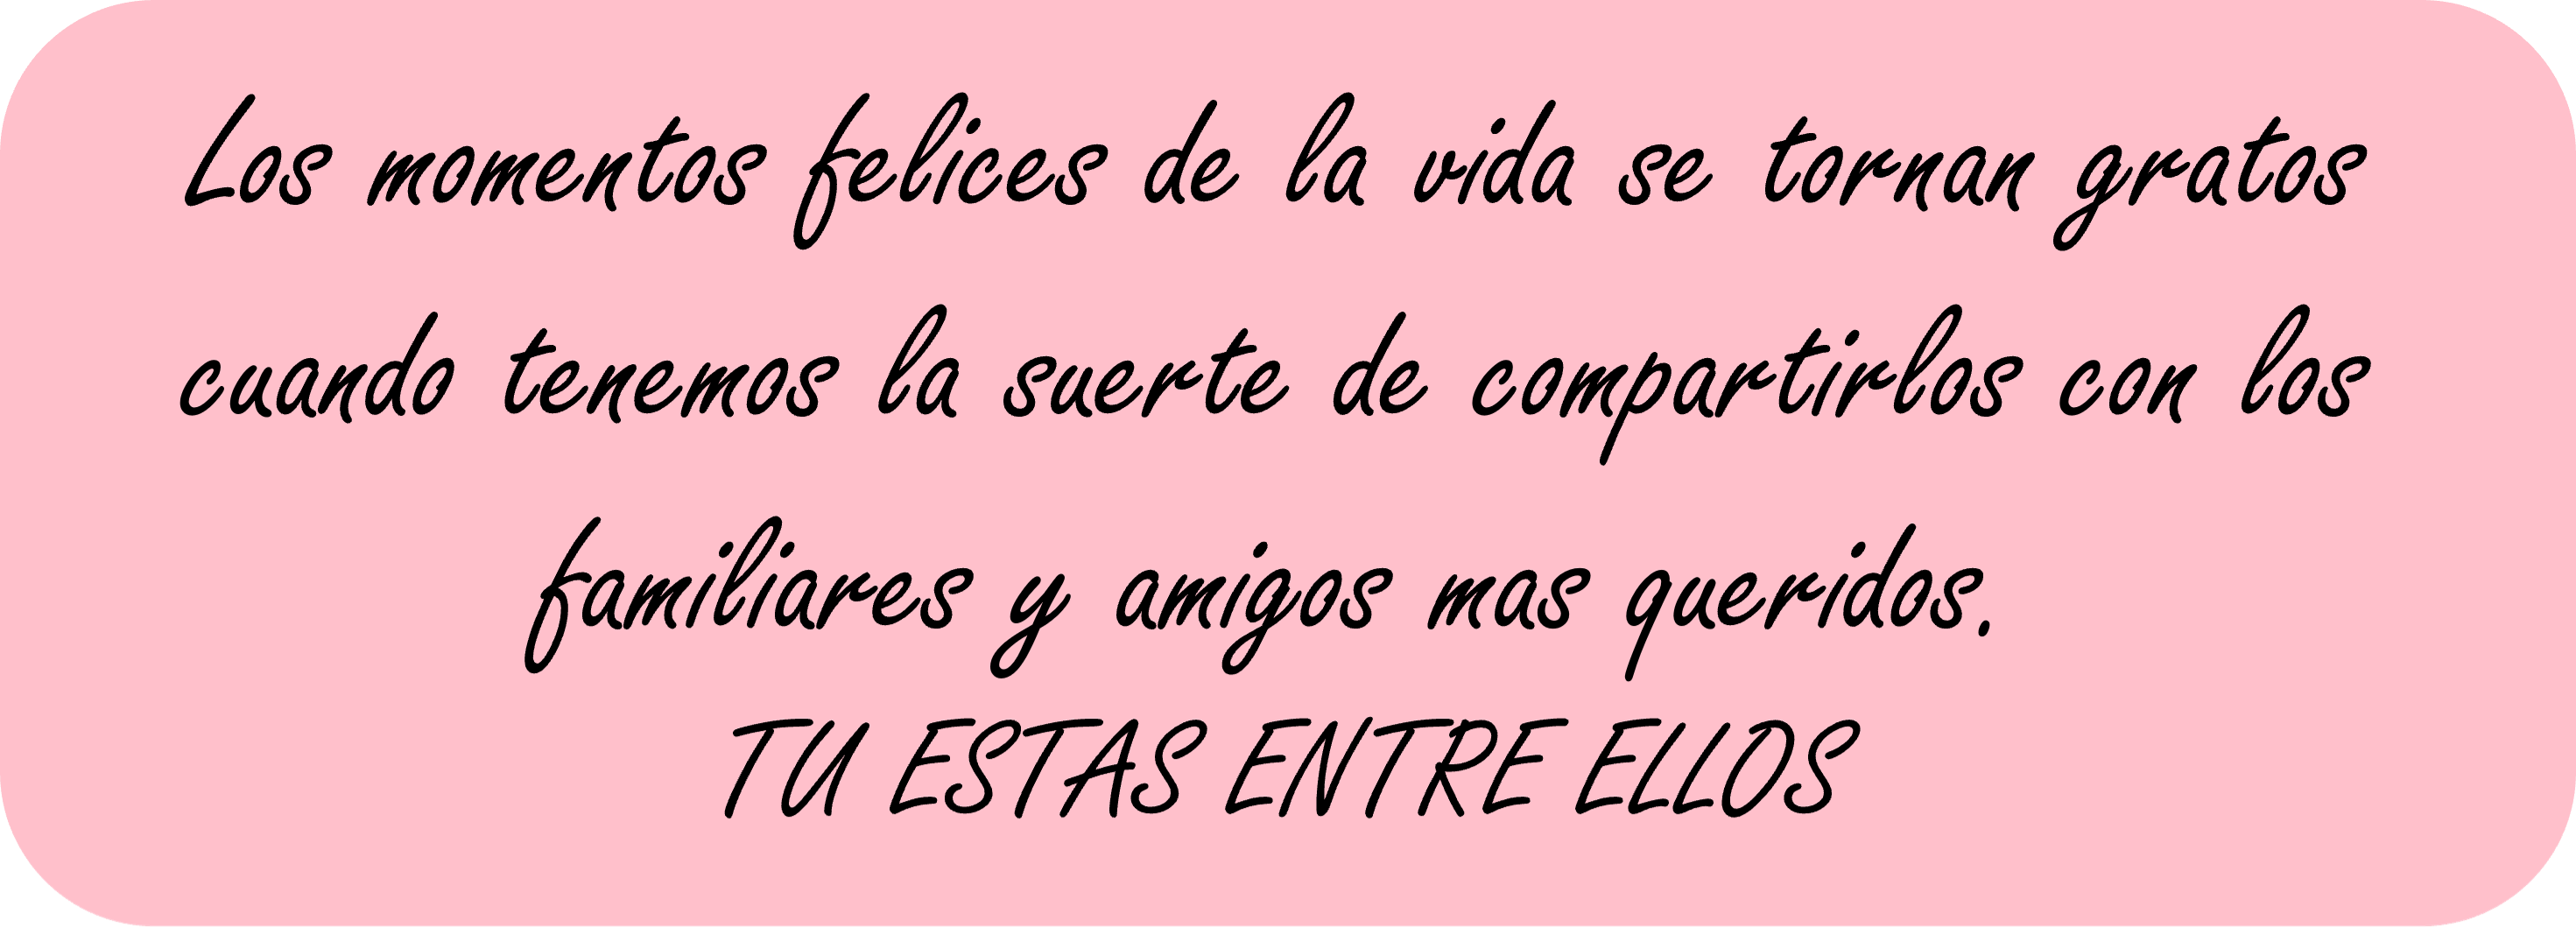 Los momentos felices de la vida se tornan gratos
cuando tenemos la suerte de compartirlos con los
familiares y amigos mas queridos.
TU ESTAS ENTRE ELLOS